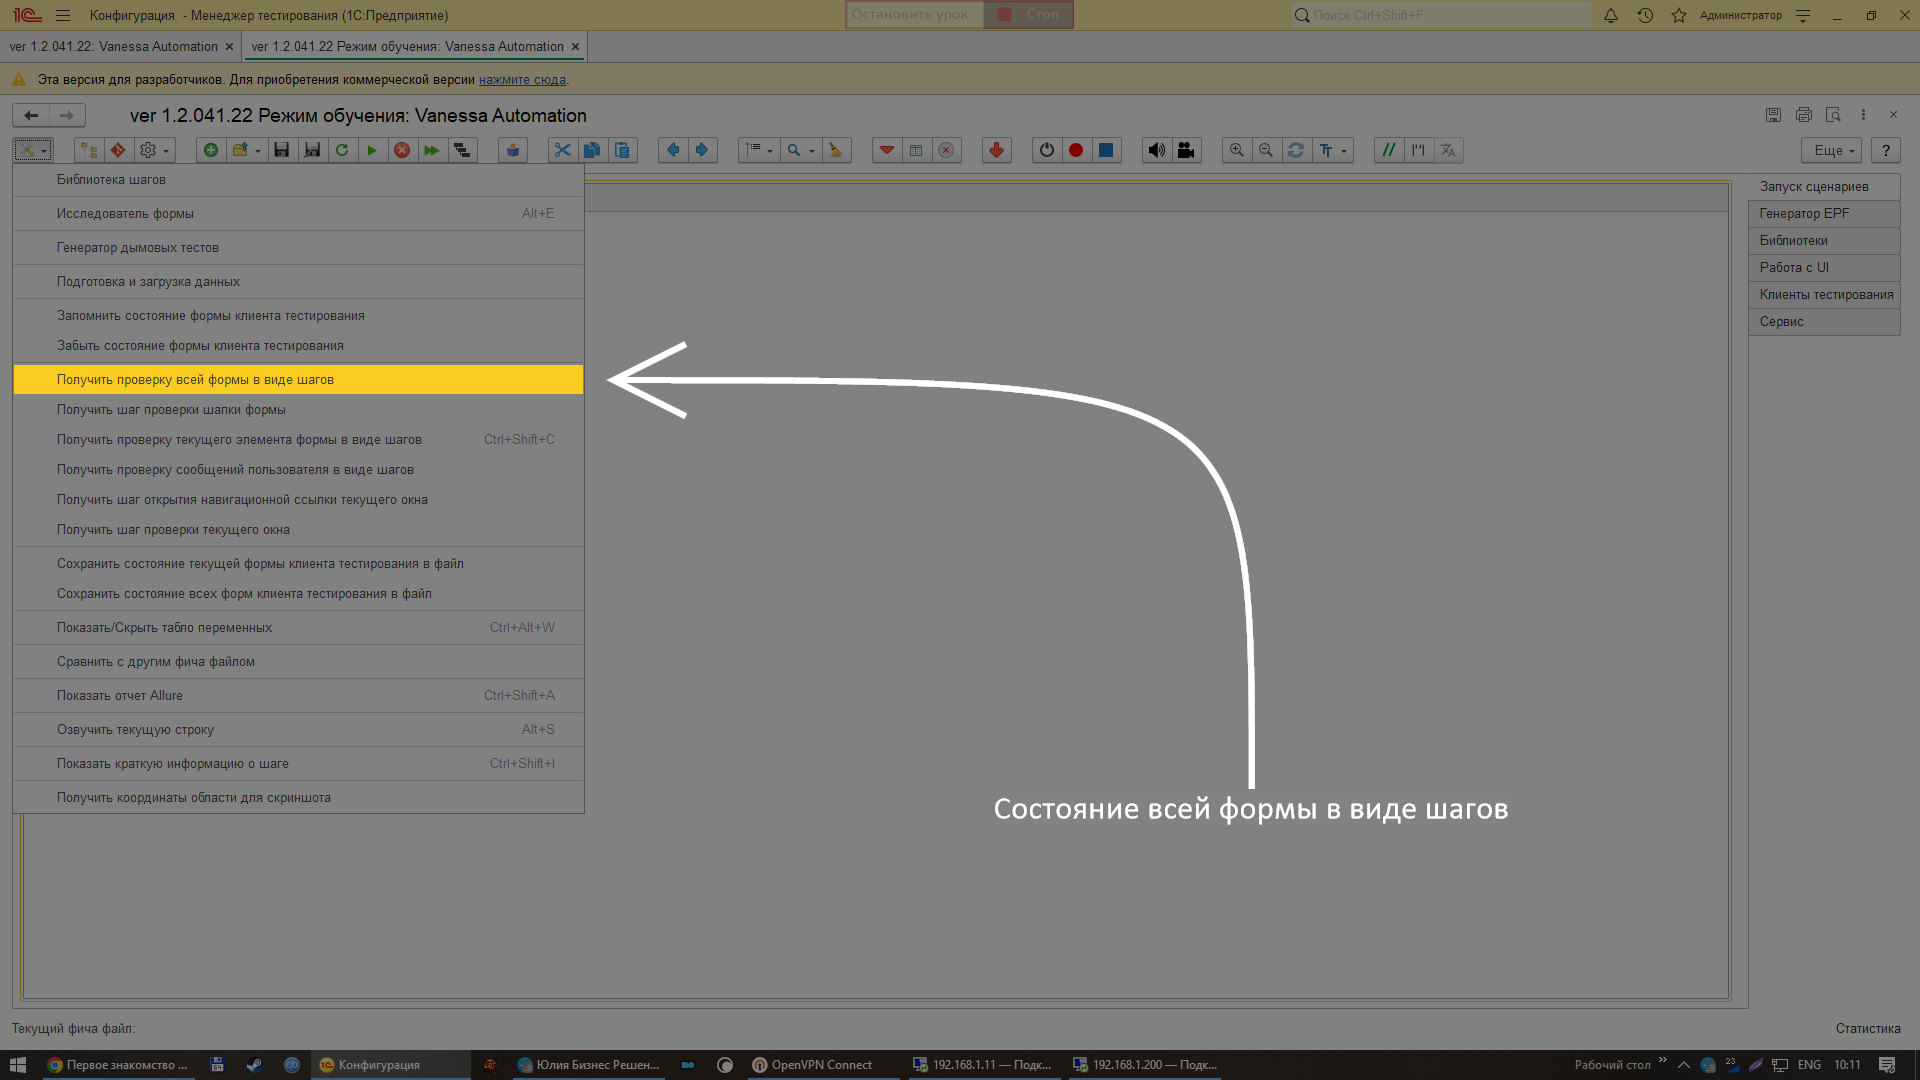 Конфигурация - Менеджер тестирования (1С:Предприятие)
Остановить урок
Стоп
Поиск Ctrl+Shift+F
Администратор
ver 1.2.041.22: Vanessa Automation
ver 1.2.041.22 Режим обучения: Vanessa Automation
Эта версия для разработчиков. Для приобретения коммерческой версии нажмите сюда.
ver 1.2.041.22 Режим обучения: Vanessa Automation
Еще
?
Библиотека шагов
Исследователь формы Alt+E
Генератор дымовых тестов
Подготовка и загрузка данных
Запомнить состояние формы клиента тестирования
Забыть состояние формы клиента тестирования
Получить проверку всей формы в виде шагов
Получить шаг проверки шапки формы
Получить проверку текущего элемента формы в виде шагов Ctrl+Shift+C
Получить проверку сообщений пользователя в виде шагов
Получить шаг открытия навигационной ссылки текущего окна
Получить шаг проверки текущего окна
Сохранить состояние текущей формы клиента тестирования в файл
Сохранить состояние всех форм клиента тестирования в файл
Показать/Скрыть табло переменных Ctrl+Alt+W
Сравнить с другим фича файлом
Показать отчет Allure Ctrl+Shift+A
Озвучить текущую строку Alt+S
Показать краткую информацию о шаге Ctrl+Shift+I
Получить координаты области для скриншота
Запуск сценариев
Генератор EPF
Библиотеки
Работа с UI
Клиенты тестирования
Сервис
Состояние всей формы в виде шагов
Текущий фича файл:
Статистика
Первое знакомство ...
Конфигурация
Юлия Бизнес Решен...
OpenVPN Connect
192.168.1.11 — Подк...
192.168.1.200 — Подк...
Рабочий стол
23
ENG
10:11